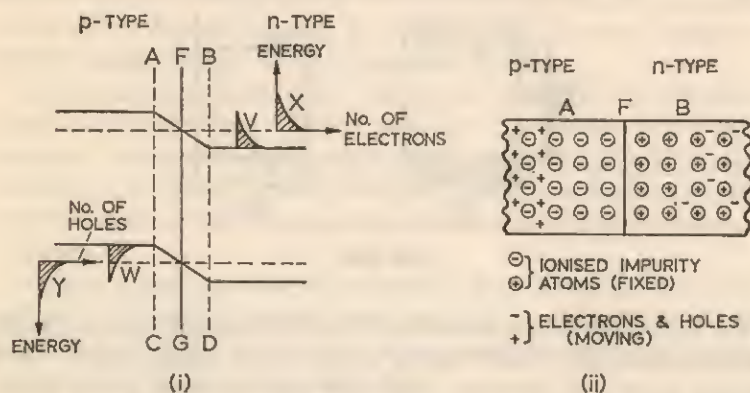 p-TYPE n-TYPE
A F B ENERGY
V X
No. OF
ELECTRONS
No. OF
HOLES
Y W
ENERGY C G D
(i)
p-TYPE n-TYPE
A F B
+ ⊖ + ⊖ ⊖ ⊖ ⊕ ⊕ ⊕ - ⊕ -
⊖ } IONISED IMPURITY
⊕ } ATOMS (FIXED)
- } ELECTRONS & HOLES
+ } (MOVING)
(ii)